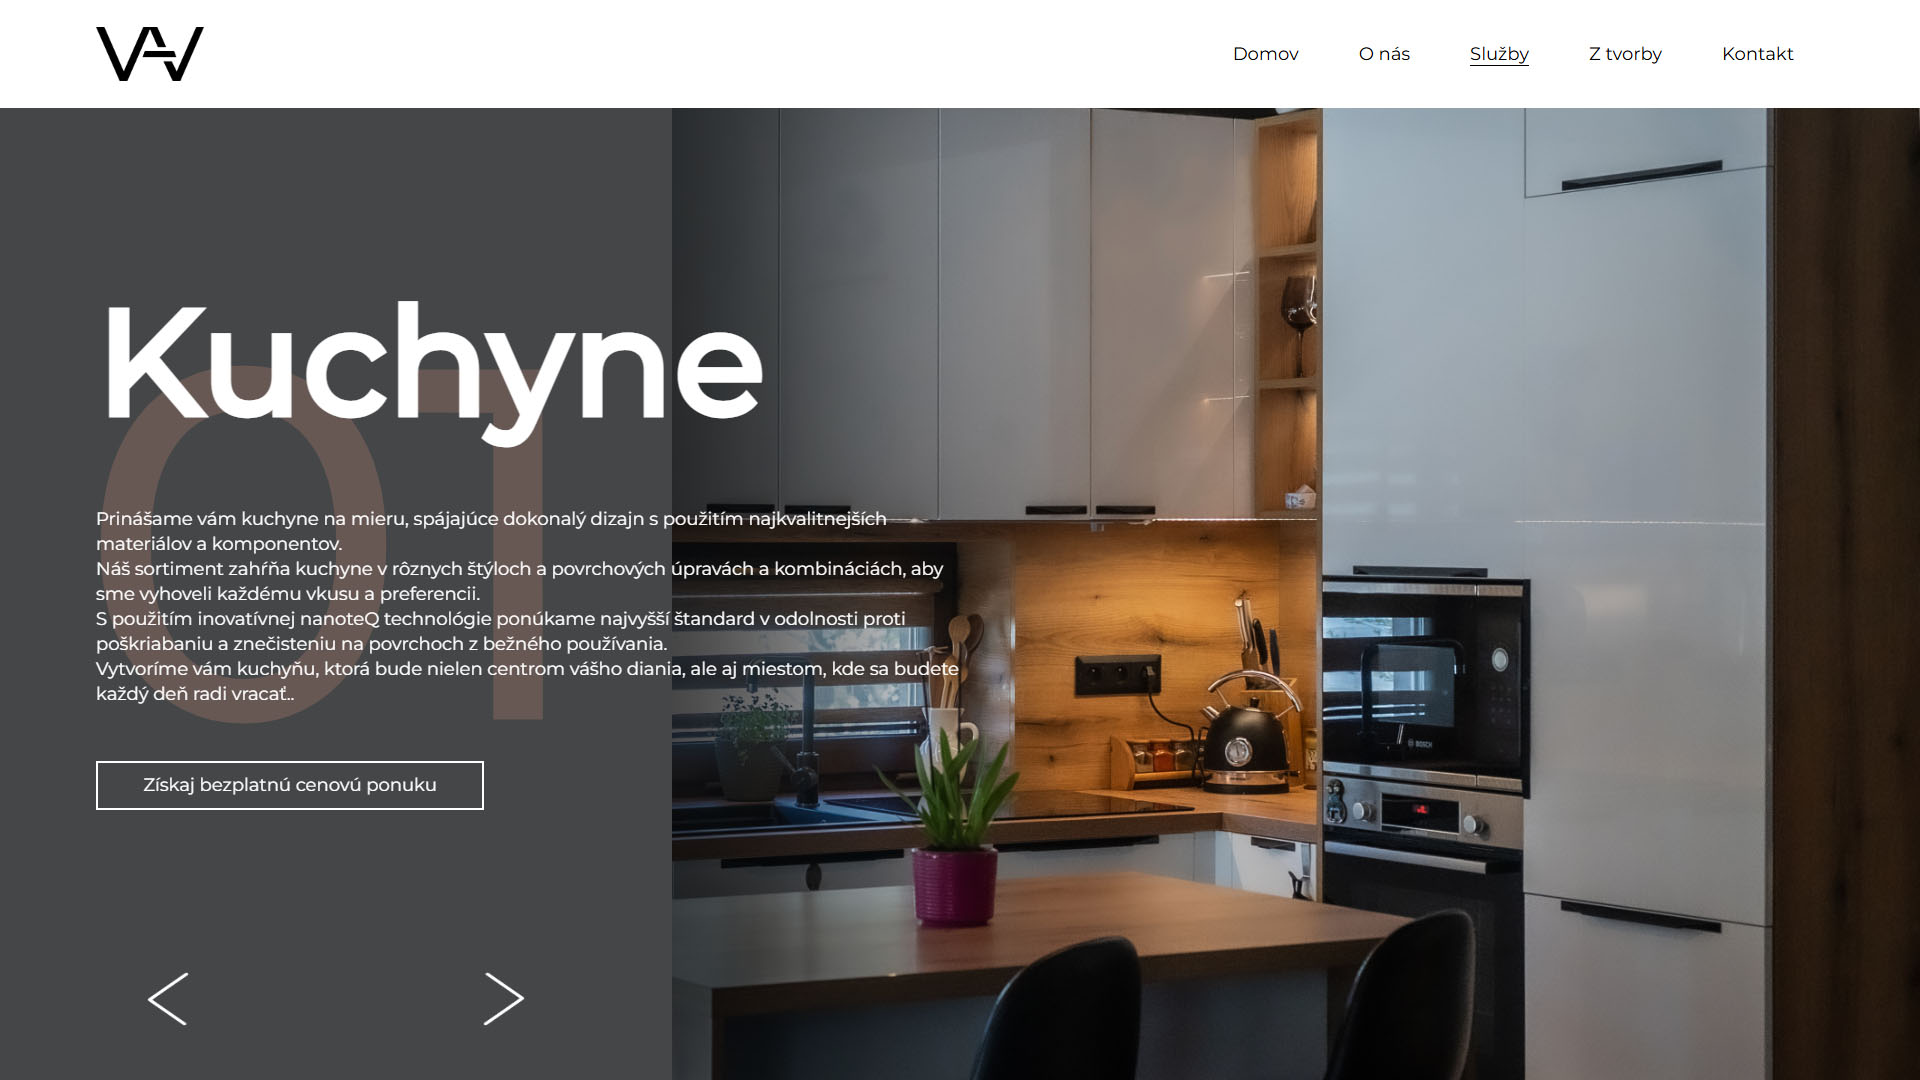 VAV
Domov
O nás
Služby
Z tvorby
Kontakt
Kuchyne
01
Prinášame vám kuchyne na mieru, spájajúce dokonalý dizajn s použitím najkvalitnejších
materiálov a komponentov.
Náš sortiment zahŕňa kuchyne v rôznych štýloch a povrchových úpravách a kombináciách, aby
sme vyhoveli každému vkusu a preferencii.
S použitím inovatívnej nanoteQ technológie ponúkame najvyšší štandard v odolnosti proti
poškriabaniu a znečisteniu na povrchoch z bežného používania.
Vytvoríme vám kuchyňu, ktorá bude nielen centrom vášho diania, ale aj miestom, kde sa budete
každý deň radi vracať..
Získaj bezplatnú cenovú ponuku
BOSCH